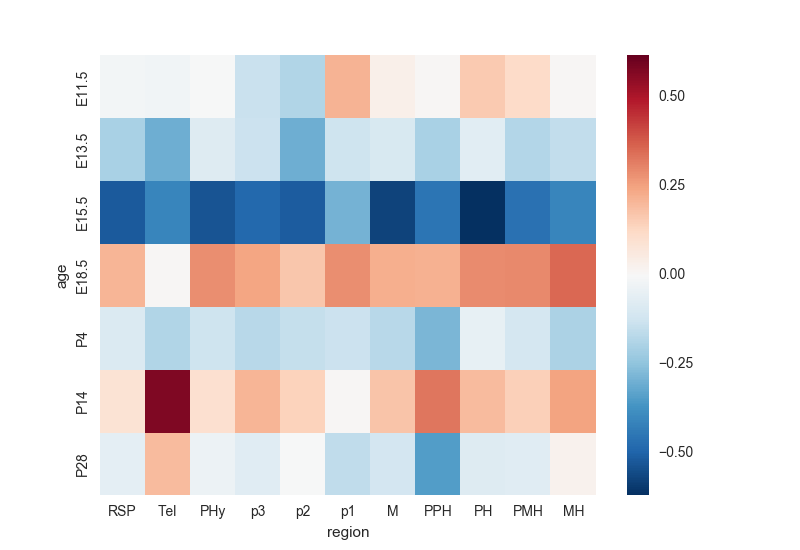 E11.5
E13.5
E15.5
E18.5
P4
P14
P28
age
RSP Tel PHy p3 p2 p1 M PPH PH PMH MH
region
0.50
0.25
0.00
−0.25
−0.50